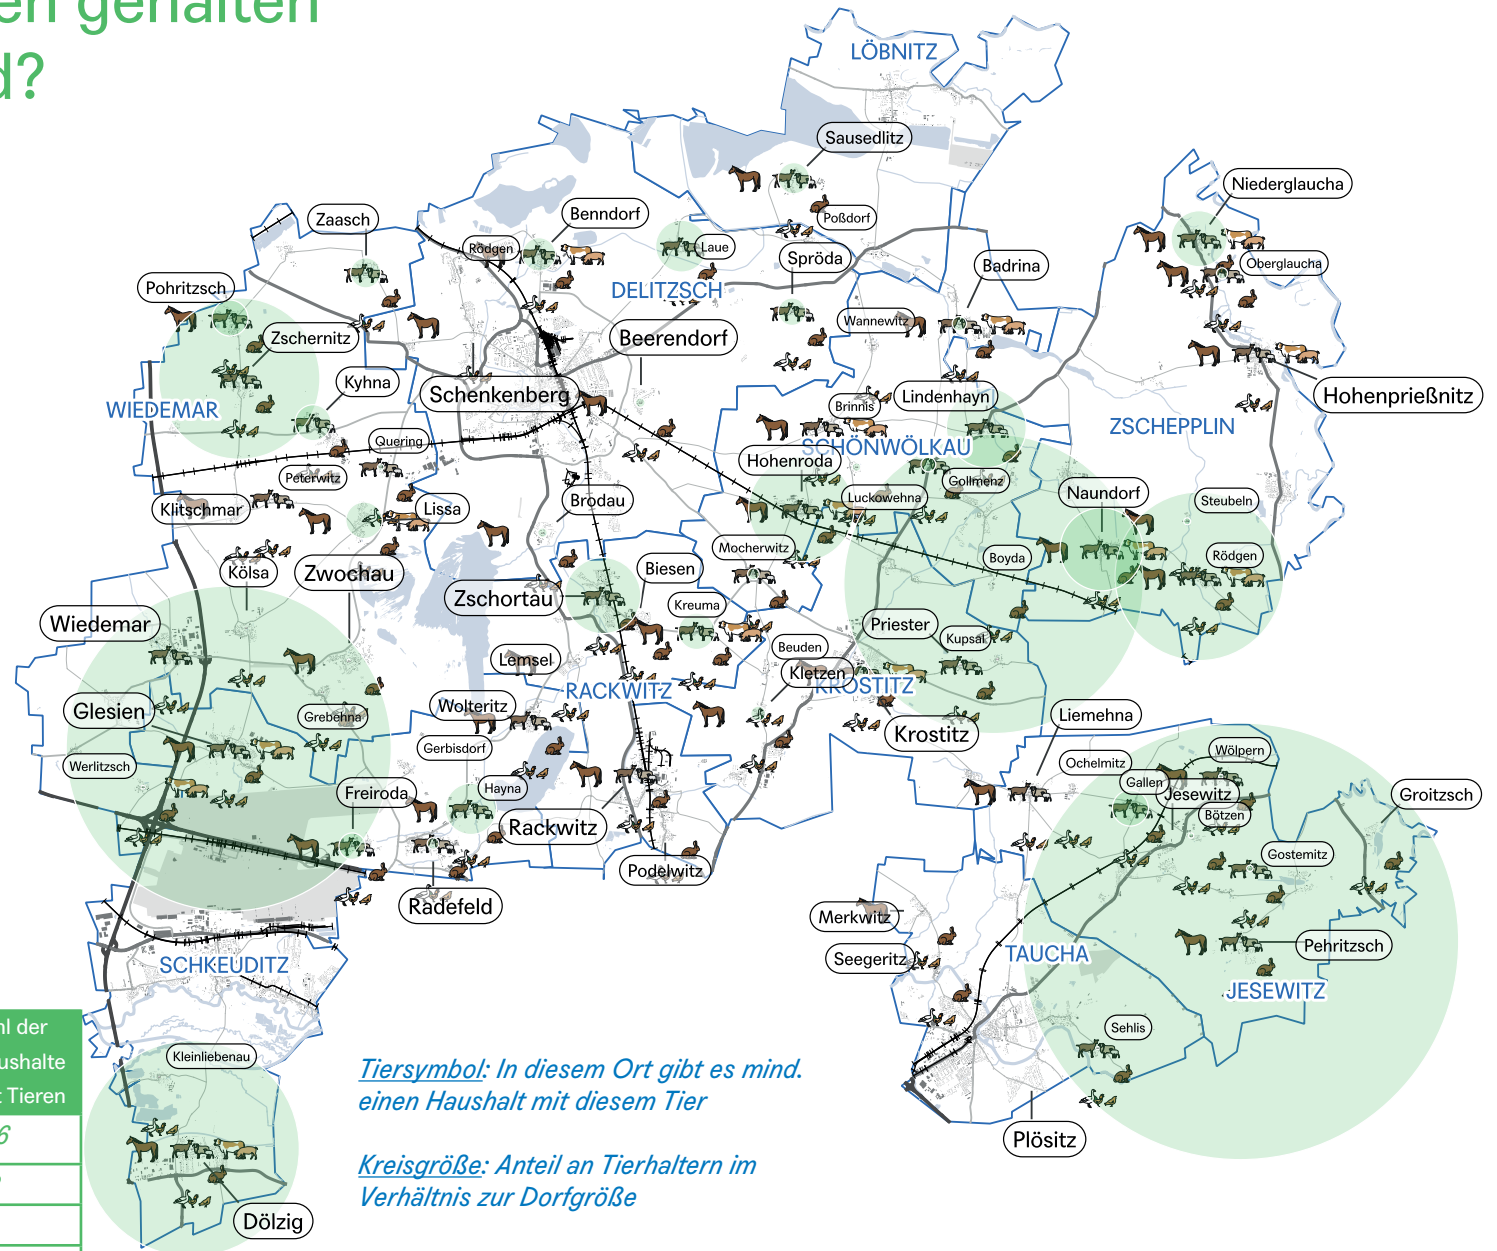 en gehalten
d?
LÖBNITZ
Sausedlitz
Niederglaucha
Zaasch
Benndorf
Poßdorf
Rödgen
Laue
Spröda
Badrina
Oberglaucha
Pohritzsch
DELITZSCH
Wannewitz
Zschernitz
Beerendorf
Kyhna
Schenkenberg
Lindenhayn
Hohenprießnitz
WIEDEMAR
Brinnis
ZSCHEPPLIN
Quering
SCHÖNWÖLKAU
Hohenroda
Peterwitz
Gollmenz
Naundorf
Steubeln
Klitschmar
Lissa
Brodau
Luckowehna
Mocherwitz
Boyda
Rödgen
Kölsa
Zwochau
Zschortau
Biesen
Kreuma
Wiedemar
Priester
Kupsal
Lemsel
Beuden
Kletzen
RACKWITZ
KROSTITZ
Glesien
Grebehna
Wolteritz
Liemehna
Krostitz
Gerbisdorf
Wölpern
Werlitzsch
Ochelmitz
Gallen
Jesewitz
Groitzsch
Freiroda
Hayna
Bötzen
Rackwitz
Gostemitz
Podelwitz
Radefeld
Merkwitz
Pehritzsch
Seegeritz
TAUCHA
SCHKEUDITZ
JESEWITZ
hl der
Sehlis
ushalte
Kleinliebenau
Tiersymbol: In diesem Ort gibt es mind.
t Tieren
einen Haushalt mit diesem Tier
6
Plösitz
Kreisgröße: Anteil an Tierhaltern im
Verhältnis zur Dorfgröße
Dölzig